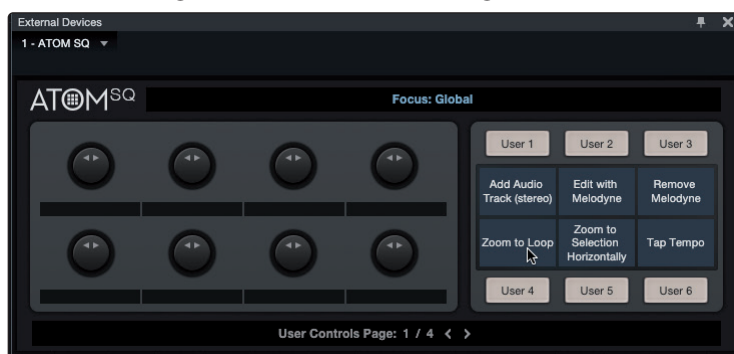 External Devices
1 - ATOM SQ
ATOM SQ
Focus: Global
User 1
User 2
User 3
Add Audio
Track (stereo)
Edit with
Melodyne
Remove
Melodyne
Zoom to Loop
Zoom to
Selection
Horizontally
Tap Tempo
User 4
User 5
User 6
User Controls Page: 1 / 4 < >